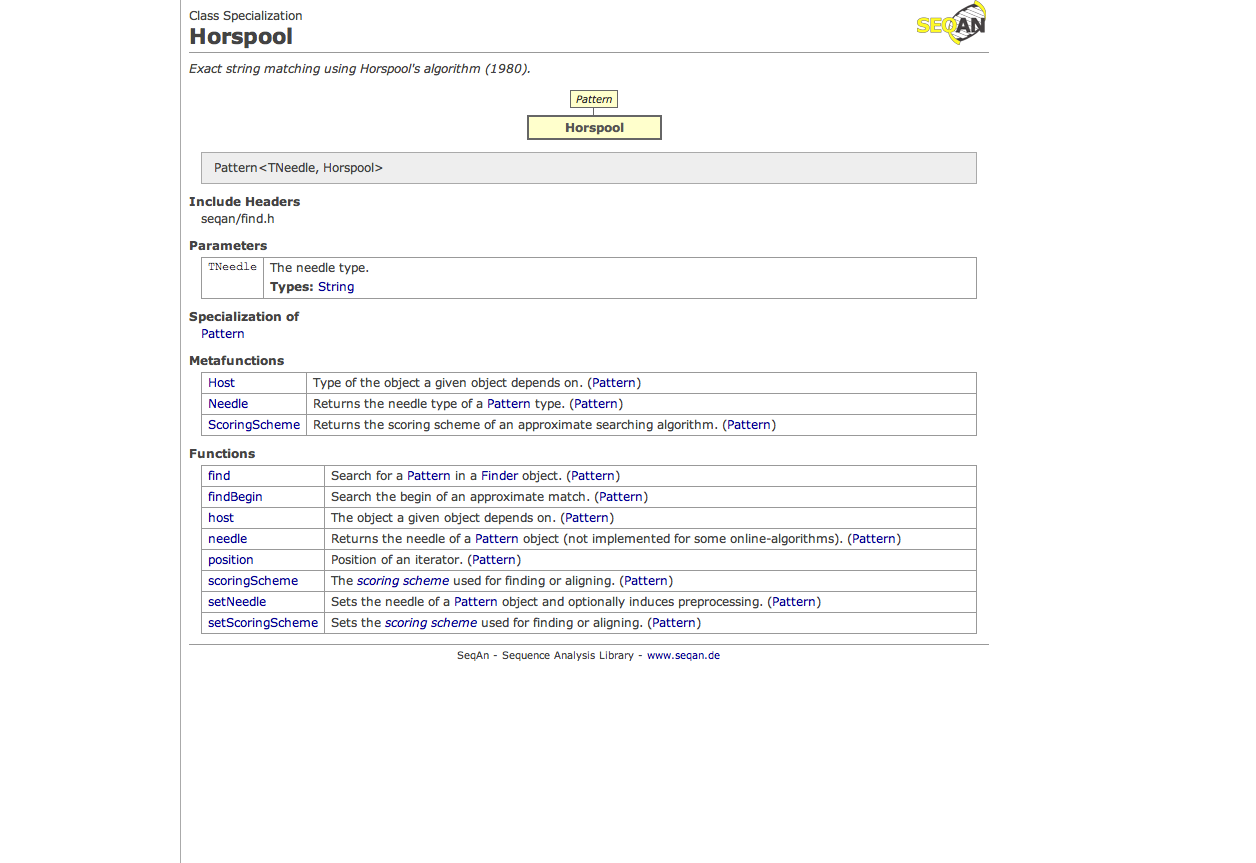 Class Specialization
Horspool
SEQAN
Exact string matching using Horspool's algorithm (1980).
Pattern
Horspool
Pattern<TNeedle, Horspool>
Include Headers
seqan/find.h
Parameters
TNeedle The needle type.
Types: String
Specialization of
Pattern
Metafunctions
Host Type of the object a given object depends on. (Pattern)
Needle Returns the needle type of a Pattern type. (Pattern)
ScoringScheme Returns the scoring scheme of an approximate searching algorithm. (Pattern)
Functions
find Search for a Pattern in a Finder object. (Pattern)
findBegin Search the begin of an approximate match. (Pattern)
host The object a given object depends on. (Pattern)
needle Returns the needle of a Pattern object (not implemented for some online-algorithms). (Pattern)
position Position of an iterator. (Pattern)
scoringScheme The scoring scheme used for finding or aligning. (Pattern)
setNeedle Sets the needle of a Pattern object and optionally induces preprocessing. (Pattern)
setScoringScheme Sets the scoring scheme used for finding or aligning. (Pattern)
SeqAn - Sequence Analysis Library - www.seqan.de